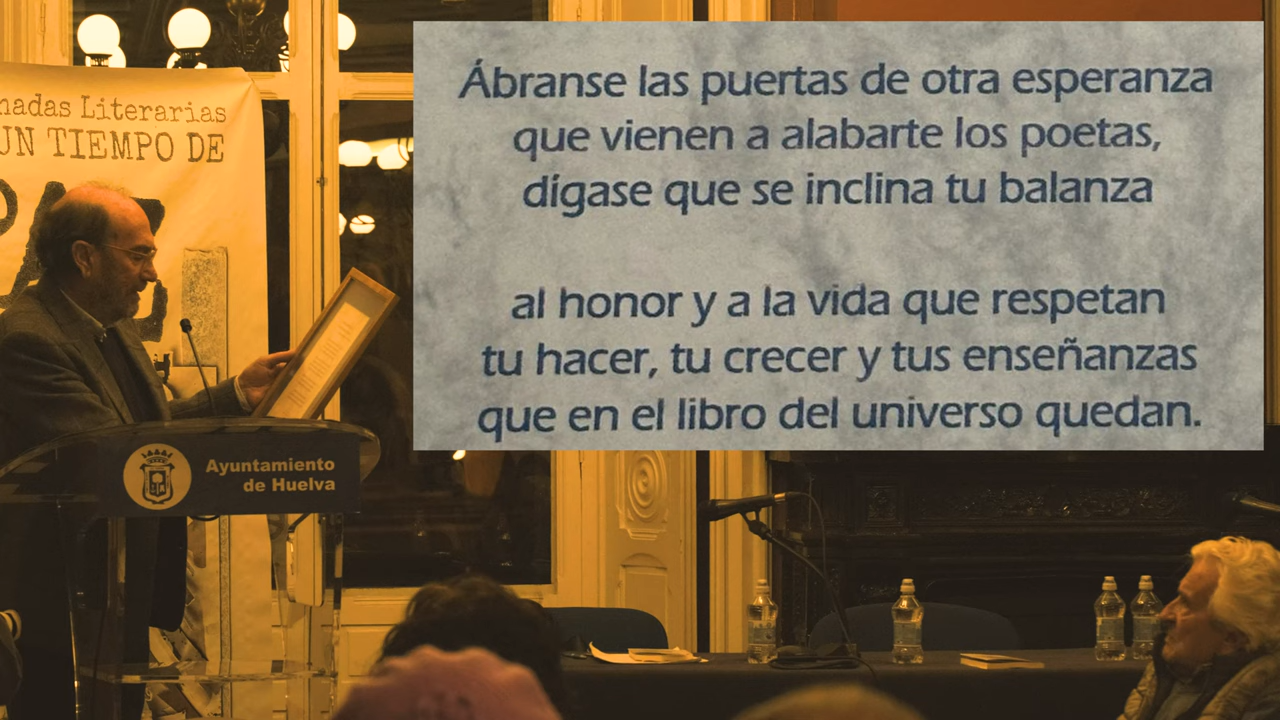 nadas Literarias
UN TIEMPO DE
Ayuntamiento
de Huelva
Ábranse las puertas de otra esperanza
que vienen a alabarte los poetas,
dígase que se inclina tu balanza
al honor y a la vida que respetan
tu hacer, tu crecer y tus enseñanzas
que en el libro del universo quedan.